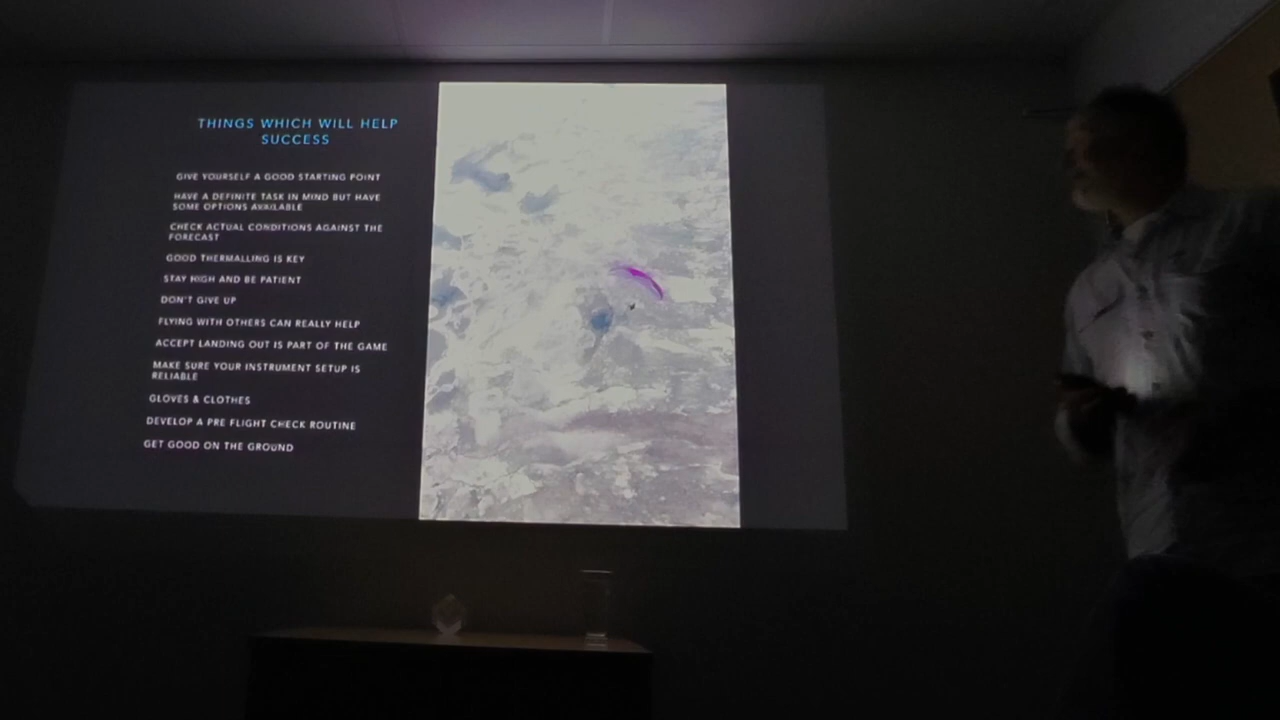 THINGS WHICH WILL HELP
SUCCESS
GIVE YOURSELF A GOOD STARTING POINT
HAVE A DEFINITE TASK IN MIND BUT HAVE
SOME OPTIONS AVAILABLE
CHECK ACTUAL CONDITIONS AGAINST THE
FORECAST
GOOD THERMALLING IS KEY
STAY HIGH AND BE PATIENT
DON'T GIVE UP
FLYING WITH OTHERS CAN REALLY HELP
ACCEPT LANDING OUT IS PART OF THE GAME
MAKE SURE YOUR INSTRUMENT SETUP IS
RELIABLE
GLOVES & CLOTHES
DEVELOP A PRE FLIGHT CHECK ROUTINE
GET GOOD ON THE GROUND